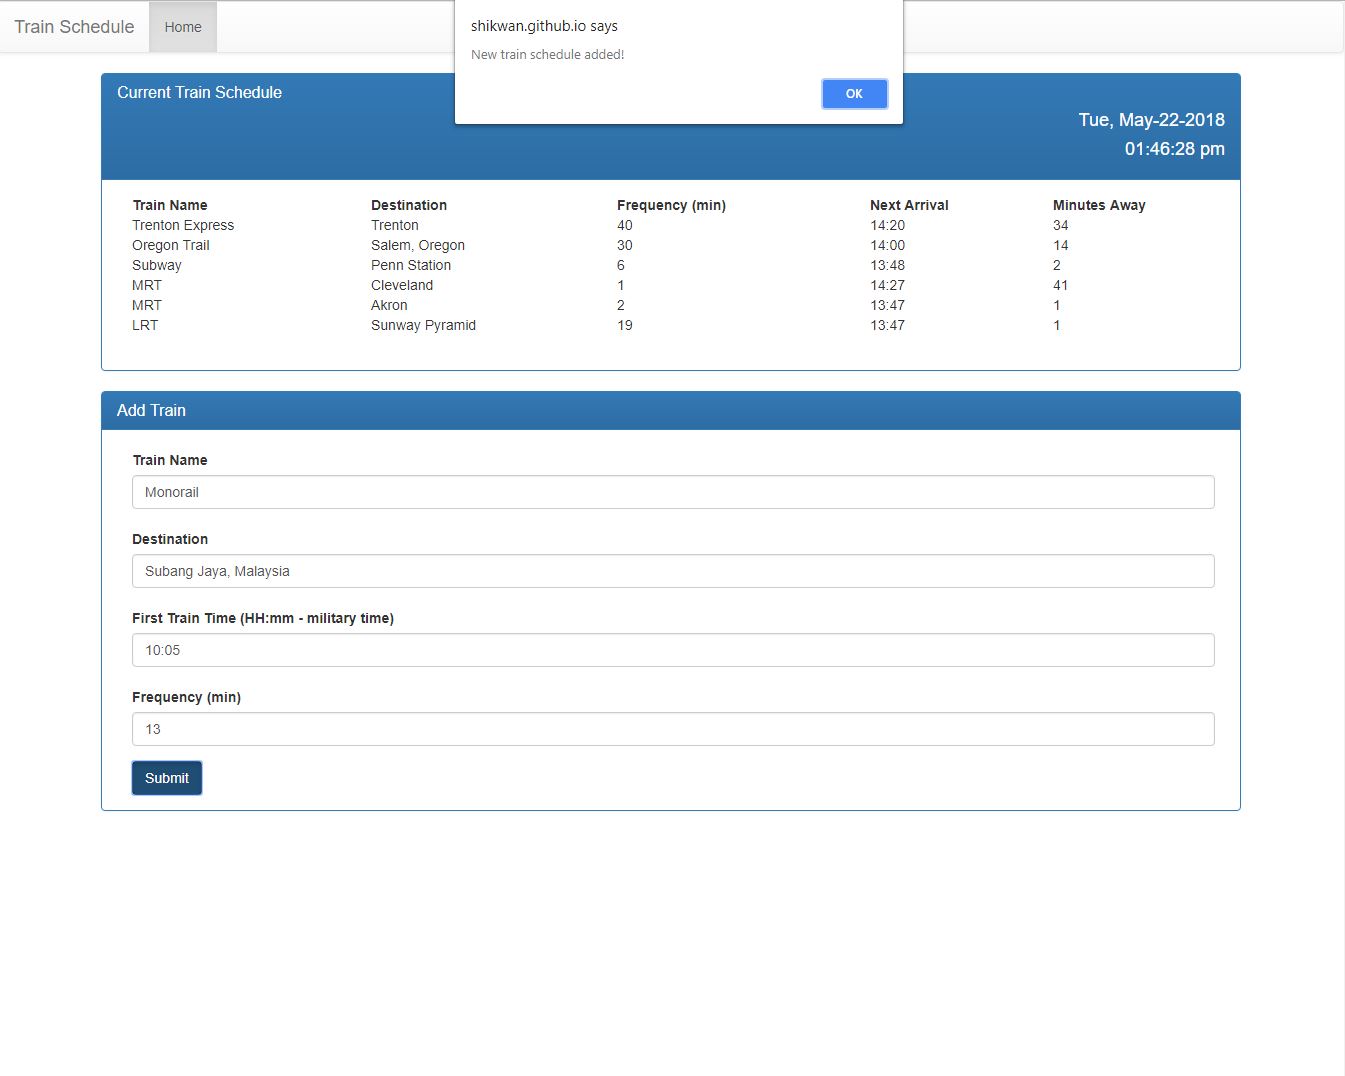 Train Schedule Home
shikwan.github.io says
New train schedule added!
OK
Current Train Schedule
Tue, May-22-2018
01:46:28 pm
Train Name Destination Frequency (min) Next Arrival Minutes Away
Trenton Express Trenton 40 14:20 34
Oregon Trail Salem, Oregon 30 14:00 14
Subway Penn Station 6 13:48 2
MRT Cleveland 1 14:27 41
MRT Akron 2 13:47 1
LRT Sunway Pyramid 19 13:47 1
Add Train
Train Name
Monorail
Destination
Subang Jaya, Malaysia
First Train Time (HH:mm - military time)
10:05
Frequency (min)
13
Submit